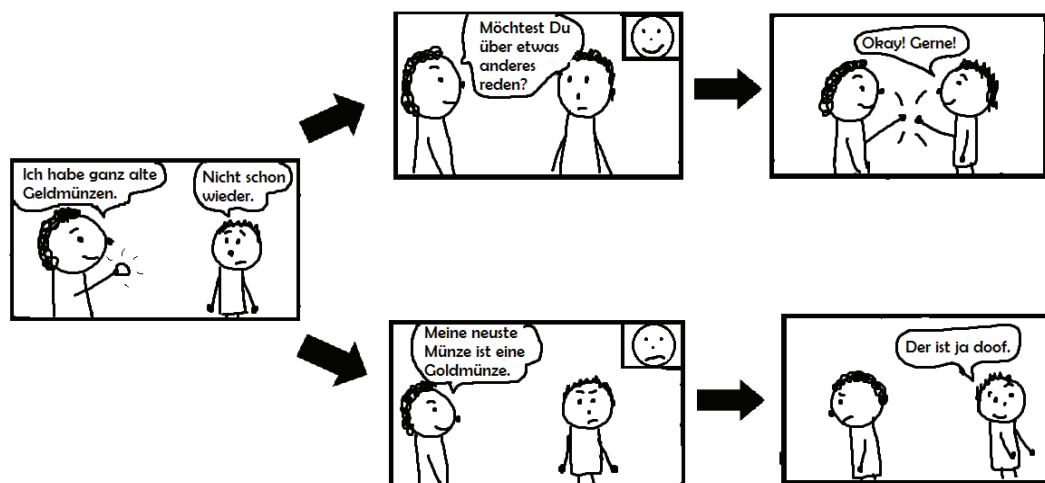 Ich habe ganz alte
Geldmünzen.
Nicht schon
wieder.
Möchtest Du
über etwas
anderes
reden?
Okay! Gerne!
Meine neuste
Münze ist eine
Goldmünze.
Der ist ja doof.